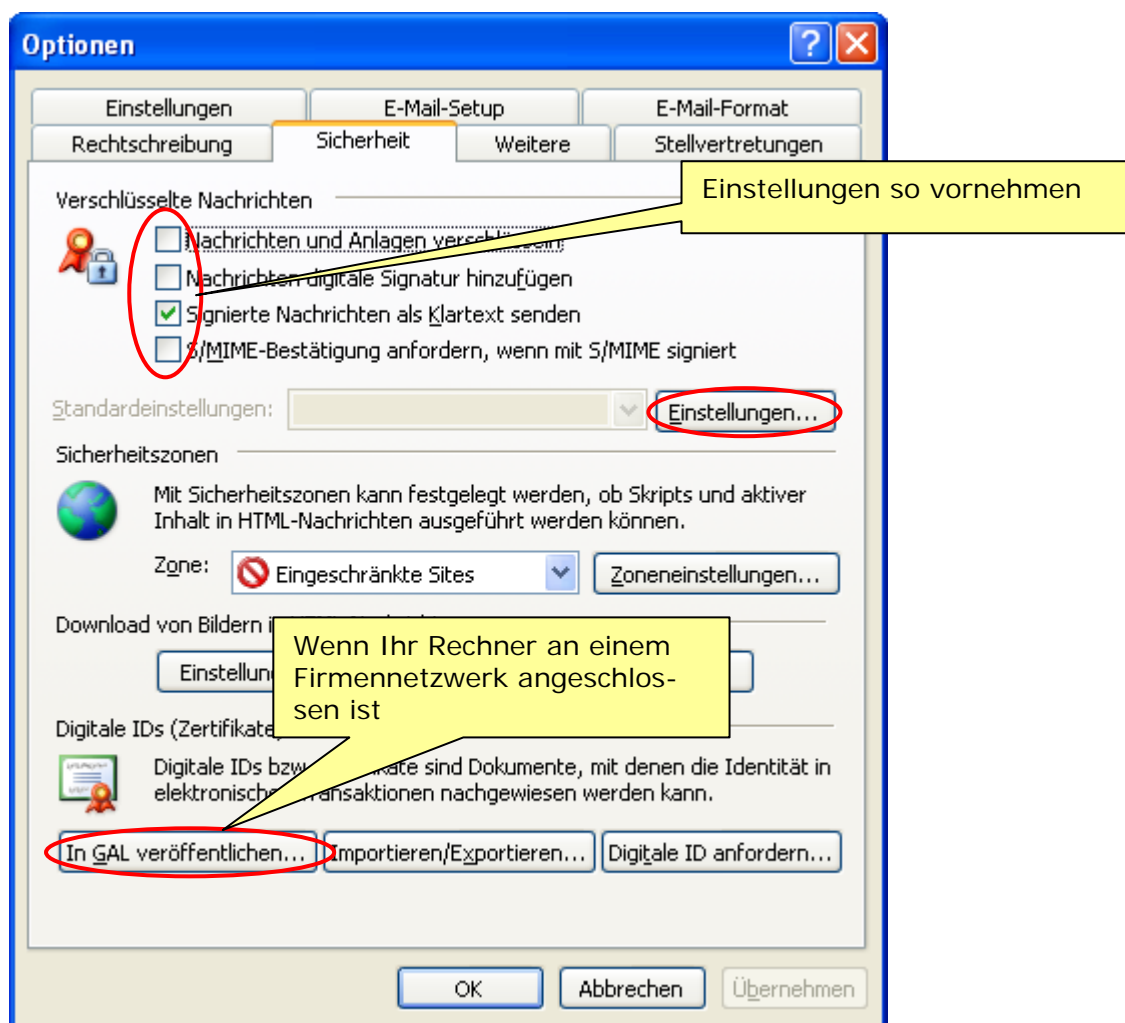 Optionen
Einstellungen E-Mail-Setup E-Mail-Format
Rechtschreibung Sicherheit Weitere Stellvertretungen
Einstellungen so vornehmen
Verschlüsselte Nachrichten
Nachrichten und Anlagen verschlüsseln
Nachrichten digitale Signatur hinzufügen
Signierte Nachrichten als Klartext senden
S/MIME-Bestätigung anfordern, wenn mit S/MIME signiert
Standardeinstellungen: Einstellungen...
Sicherheitszonen
Mit Sicherheitszonen kann festgelegt werden, ob Skripts und aktiver
Inhalt in HTML-Nachrichten ausgeführt werden können.
Zone: Eingeschränkte Sites Zoneneinstellungen...
Download von Bildern
Wenn Ihr Rechner an einem
Firmennetzwerk angeschlos-
sen ist
Digitale IDs (Zertifikate)
Digitale IDs bzw. sind Dokumente, mit denen die Identität in
elektronischen Transaktionen nachgewiesen werden kann.
In GAL veröffentlichen... Importieren/Exportieren... Digitale ID anfordern...
OK Abbrechen Übernehmen